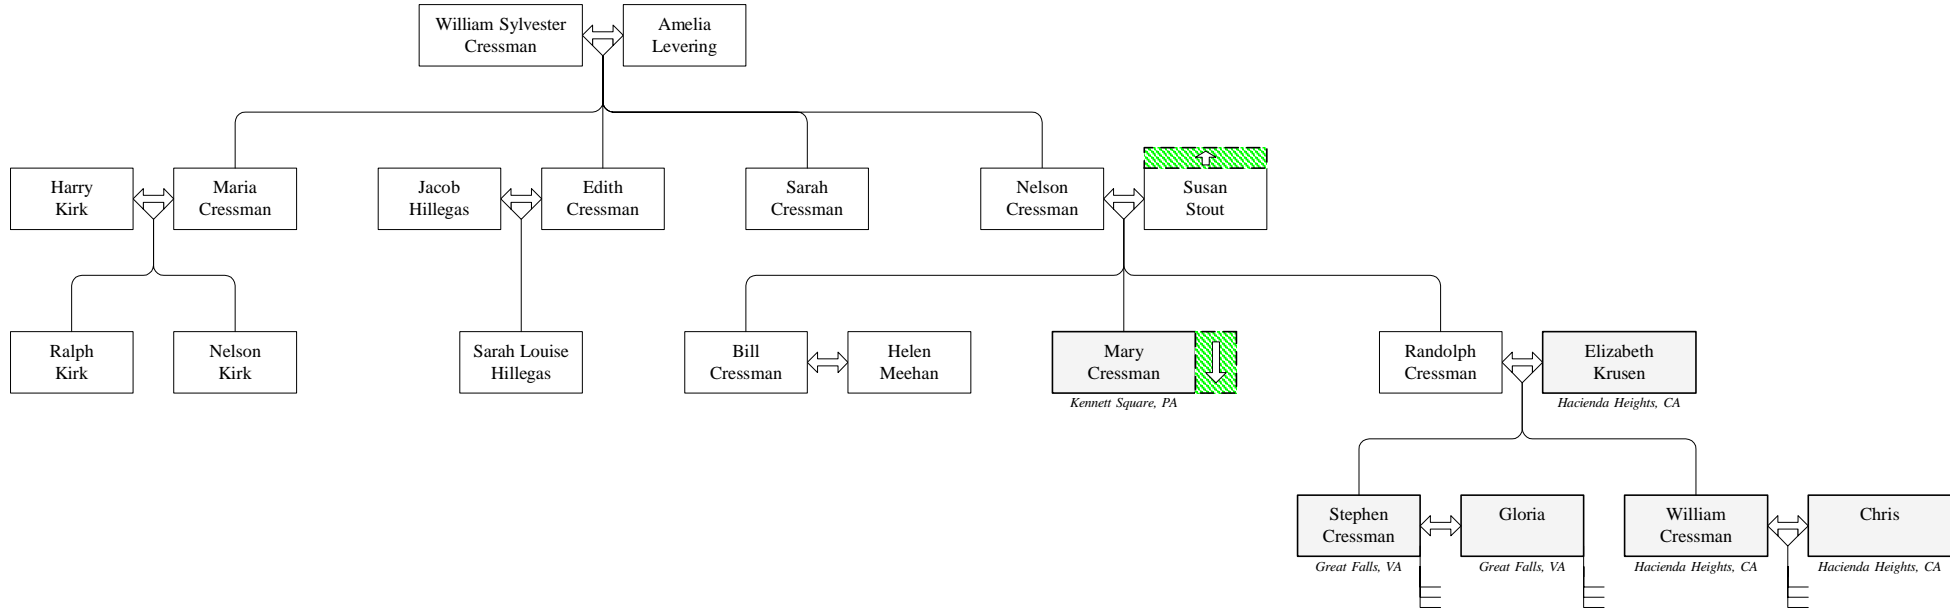 William Sylvester
Cressman
Amelia
Levering
Harry
Kirk
Maria
Cressman
Jacob
Hillegas
Edith
Cressman
Sarah
Cressman
Nelson
Cressman
Susan
Stout
Ralph
Kirk
Nelson
Kirk
Sarah Louise
Hillegas
Bill
Cressman
Helen
Meehan
Mary
Cressman
Kennett Square, PA
Randolph
Cressman
Elizabeth
Krusen
Hacienda Heights, CA
Stephen
Cressman
Great Falls, VA
Gloria
Great Falls, VA
William
Cressman
Hacienda Heights, CA
Chris
Hacienda Heights, CA